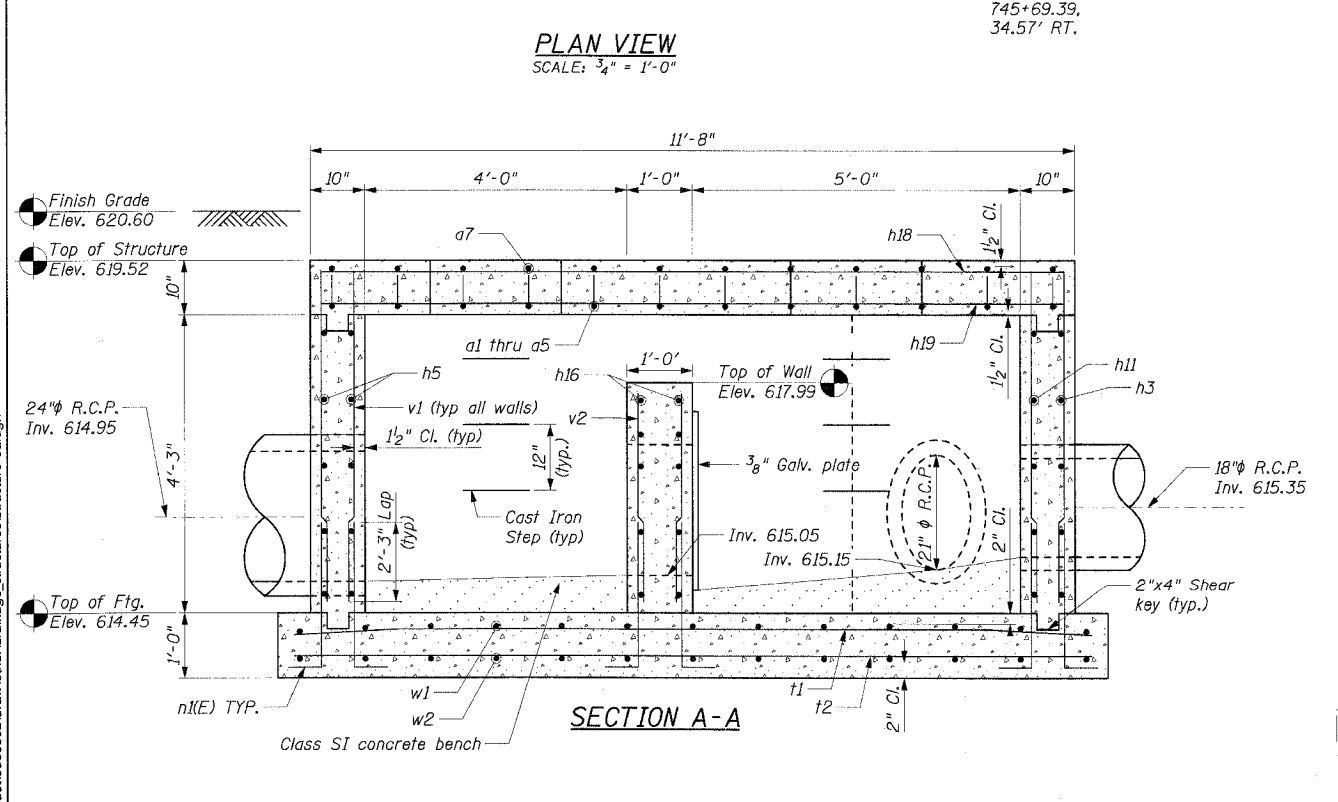 745+69.39,
34.57' RT.
PLAN VIEW
SCALE: 3/4" = 1'-0"
11'-8"
10"
4'-0"
1'-0"
5'-0"
10"
Finish Grade
Elev. 620.60
Top of Structure
Elev. 619.52
a7
h18
1½" Cl.
10"
a1 thru a5
h19
1½" Cl.
1'-0'
Top of Wall
Elev. 617.99
h5
h16
h11
h3
24"φ R.C.P.
Inv. 614.95
v1 (typ all walls)
v2
1½" Cl. (typ)
4'-3"
12"
(typ.)
3/8" Galv. plate
21" φ R.C.P.
18"φ R.C.P.
Inv. 615.35
Cast Iron
Step (typ)
2'-3" Lap
(typ)
2" Cl.
Inv. 615.05
Inv. 615.15
2"x4" Shear
key (typ.)
Top of Ftg.
Elev. 614.45
1'-0"
n1(E) TYP.
w1
w2
t1
t2
2" Cl.
SECTION A-A
Class SI concrete bench